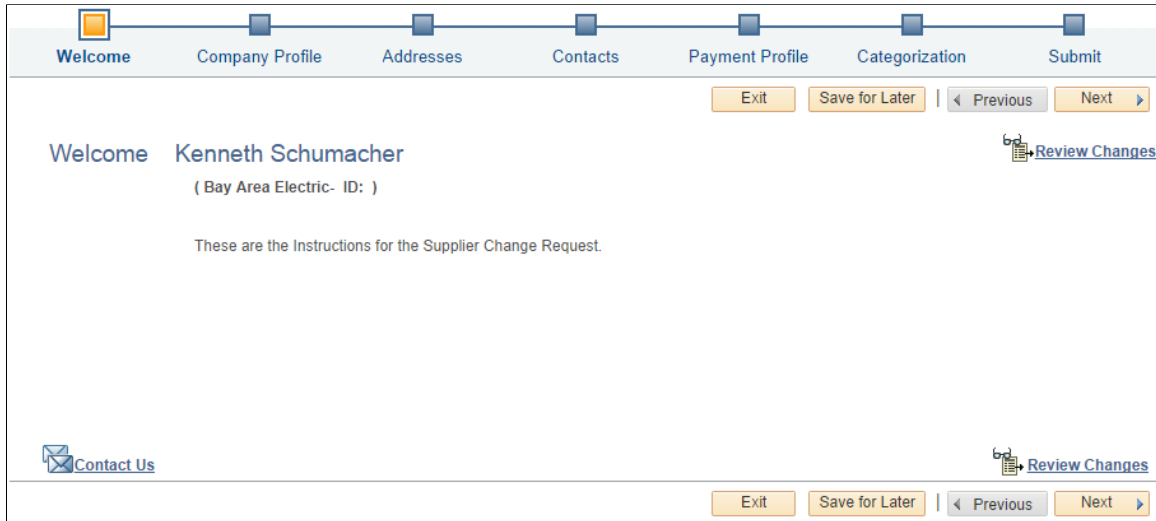 Welcome Company Profile Addresses Contacts Payment Profile Categorization Submit
Exit Save for Later | Previous Next
Welcome Kenneth Schumacher Review Changes
( Bay Area Electric- ID: )
These are the Instructions for the Supplier Change Request.
Contact Us Review Changes
Exit Save for Later | Previous Next